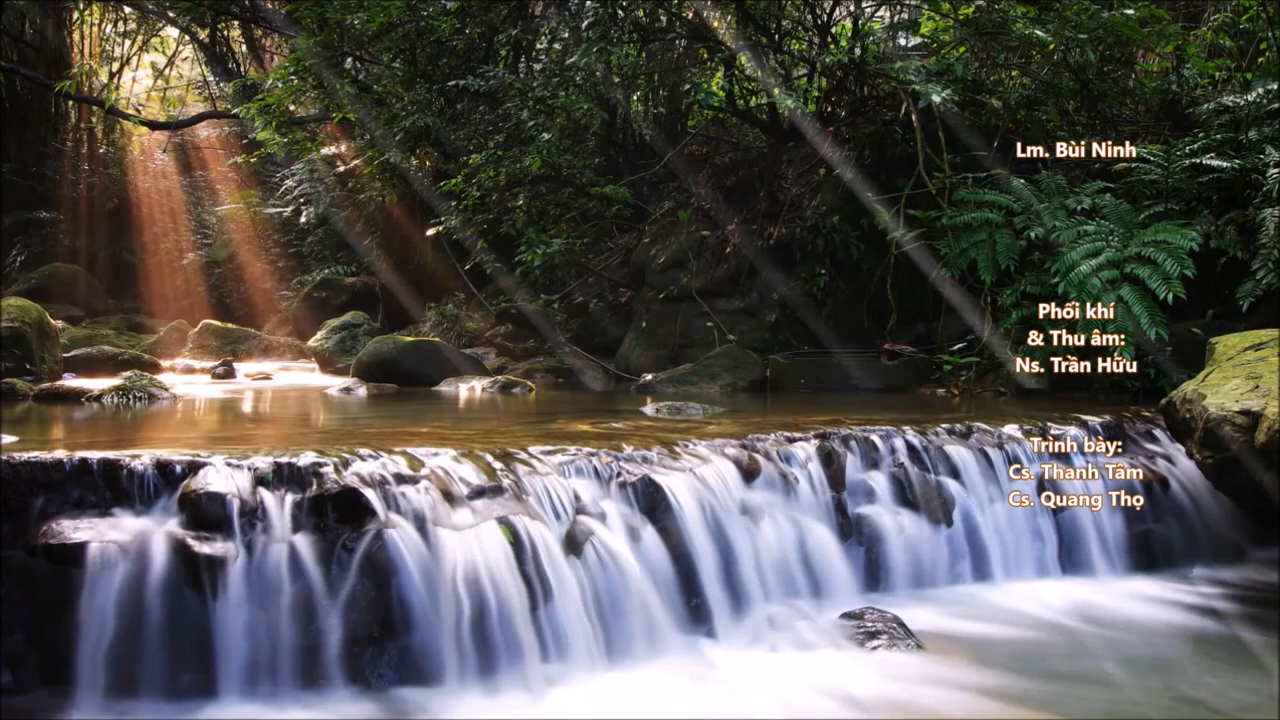 Lm. Bùi Ninh
Phối khí
& Thu âm:
Ns. Trần Hữu
Trình bày:
Cs. Thanh Tâm
Cs. Quang Thọ